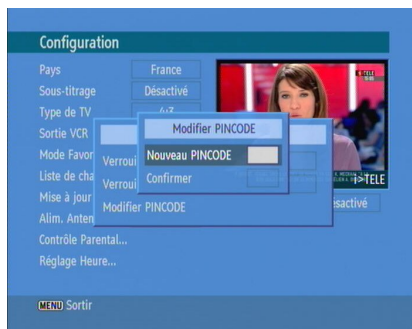 Configuration
Pays France
Sous-titrage Désactivé
Type de TV 4:3
Sortie VCR
Mode Favor
Liste de cha
Mise à jour
Alim. Anten
Contrôle Parental...
Réglage Heure...
Modifier PINCODE
Nouveau PINCODE
Confirmer
Verroui
Verroui
Modifier PINCODE
ésactivé
i>TELE
MENU Sortir